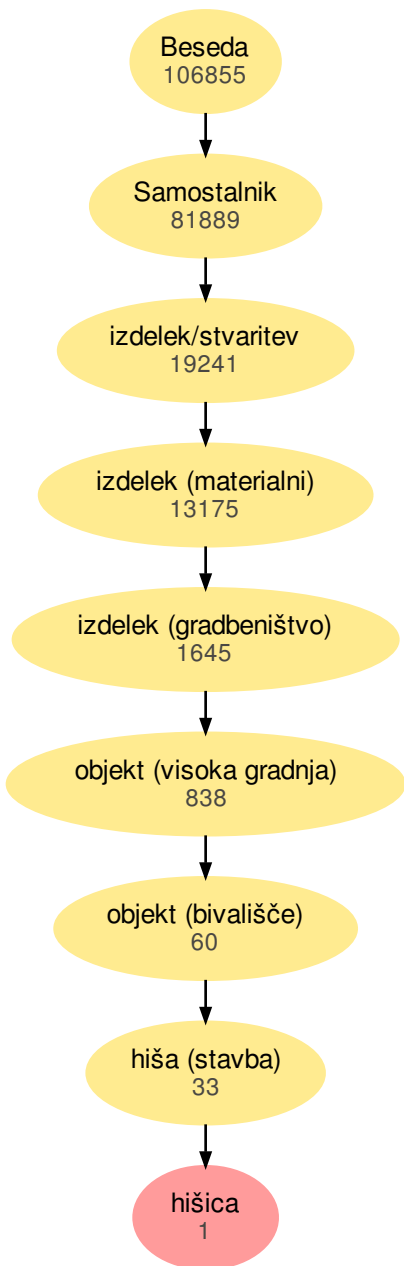 Beseda
106855
Samostalnik
81889
izdelek/stvaritev
19241
izdelek (materialni)
13175
izdelek (gradbeništvo)
1645
objekt (visoka gradnja)
838
objekt (bivališče)
60
hiša (stavba)
33
hišica
1